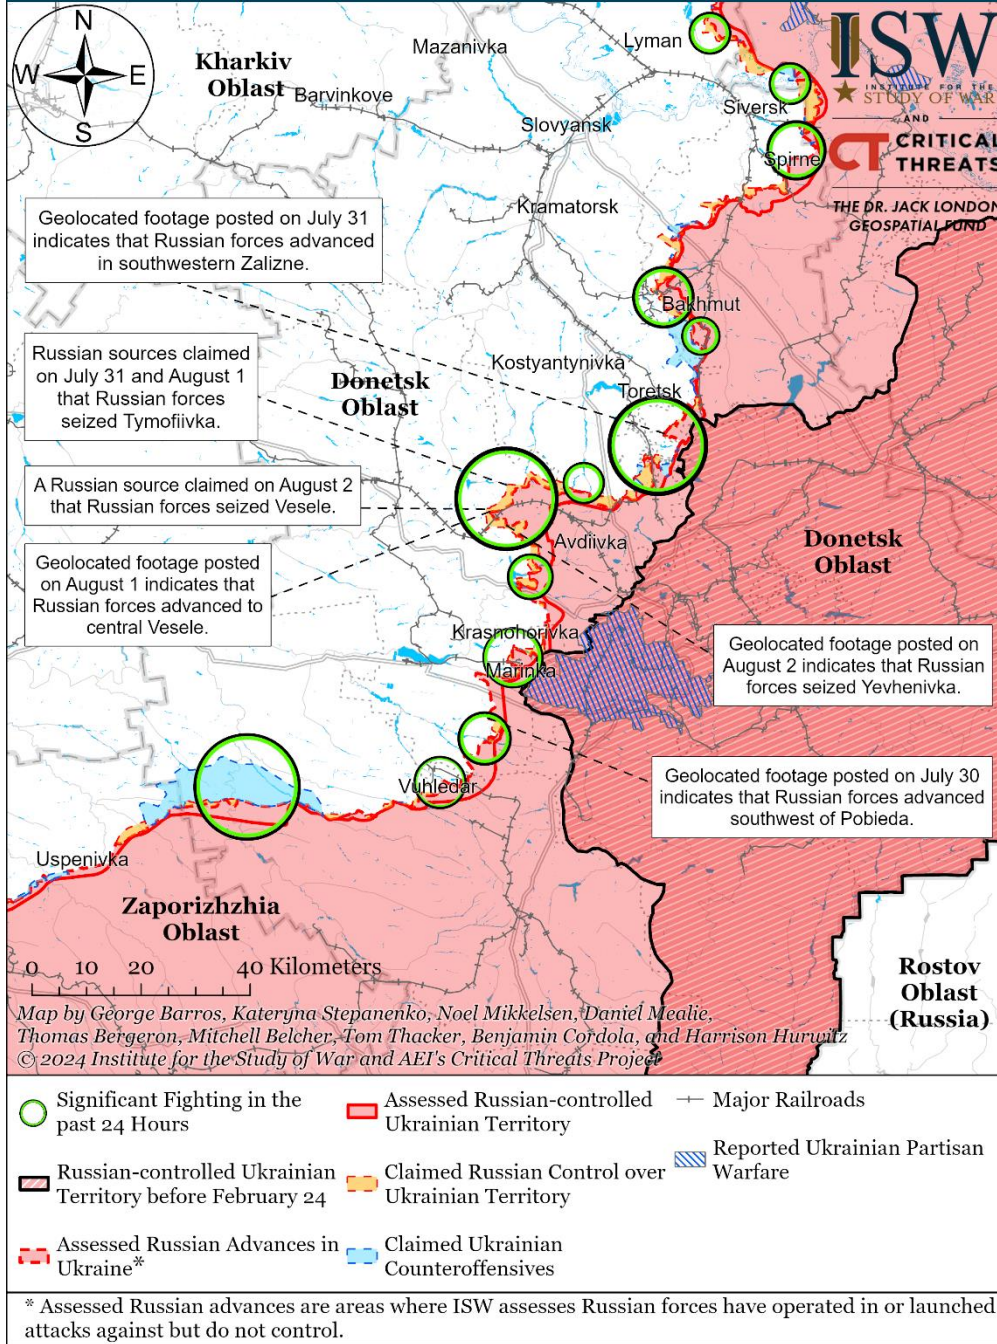 N
W E
S
Kharkiv
Oblast
Mazanivka
Lyman
ISW
INSTITUTE FOR THE
STUDY OF WAR
AND
CT CRITICAL
THREATS
THE DR. JACK LONDON
GEOSPATIAL FUND
Barvinkove
Slovyansk
Siversk
Spirne
Kramatorsk
Geolocated footage posted on July 31
indicates that Russian forces advanced
in southwestern Zalizne.
Bakhmut
Russian sources claimed
on July 31 and August 1
that Russian forces
seized Tymofiivka.
Donetsk
Oblast
Kostyantynivka
Toretsk
A Russian source claimed on August 2
that Russian forces seized Vesele.
Avdiivka
Donetsk
Oblast
Geolocated footage posted
on August 1 indicates that
Russian forces advanced to
central Vesele.
Krasnohorivka
Marinka
Geolocated footage posted on
August 2 indicates that Russian
forces seized Yevhenivka.
Vuhledar
Geolocated footage posted on July 30
indicates that Russian forces advanced
southwest of Pobieda.
Uspenivka
Zaporizhzhia
Oblast
Rostov
Oblast
(Russia)
0 10 20 40 Kilometers
Map by George Barros, Kateryna Stepanenko, Noel Mikkelsen, Daniel Mealie,
Thomas Bergeron, Mitchell Belcher, Tom Thacker, Benjamin Cordola, and Harrison Hurwitz
© 2024 Institute for the Study of War and AEI's Critical Threats Project
Significant Fighting in the
past 24 Hours
Russian-controlled Ukrainian
Territory before February 24
Assessed Russian Advances in
Ukraine*
Assessed Russian-controlled
Ukrainian Territory
Claimed Russian Control over
Ukrainian Territory
Claimed Ukrainian
Counteroffensives
Major Railroads
Reported Ukrainian Partisan
Warfare
* Assessed Russian advances are areas where ISW assesses Russian forces have operated in or launched
attacks against but do not control.